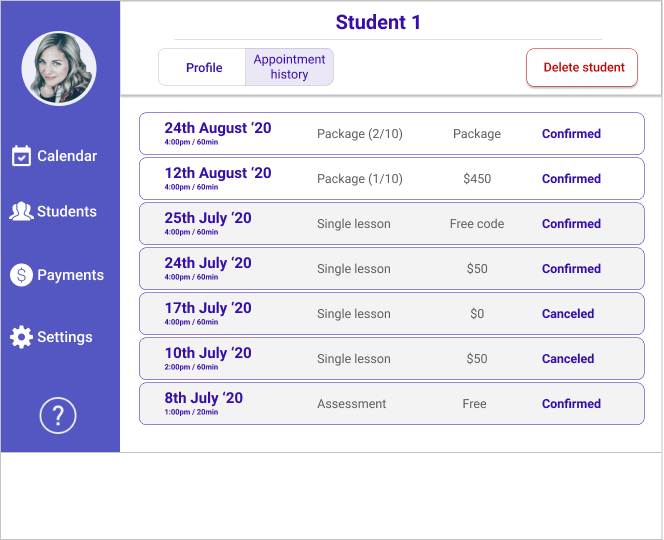 Student 1
Profile
Appointment
history
Delete student
Calendar
Students
$ Payments
Settings
?
24th August ‘20 Package (2/10) Package Confirmed
4:00pm / 60min
12th August ‘20 Package (1/10) $450 Confirmed
4:00pm / 60min
25th July ‘20 Single lesson Free code Confirmed
4:00pm / 60min
24th July ‘20 Single lesson $50 Confirmed
4:00pm / 60min
17th July ‘20 Single lesson $0 Canceled
4:00pm / 60min
10th July ‘20 Single lesson $50 Canceled
2:00pm / 60min
8th July ‘20 Assessment Free Confirmed
1:00pm / 20min